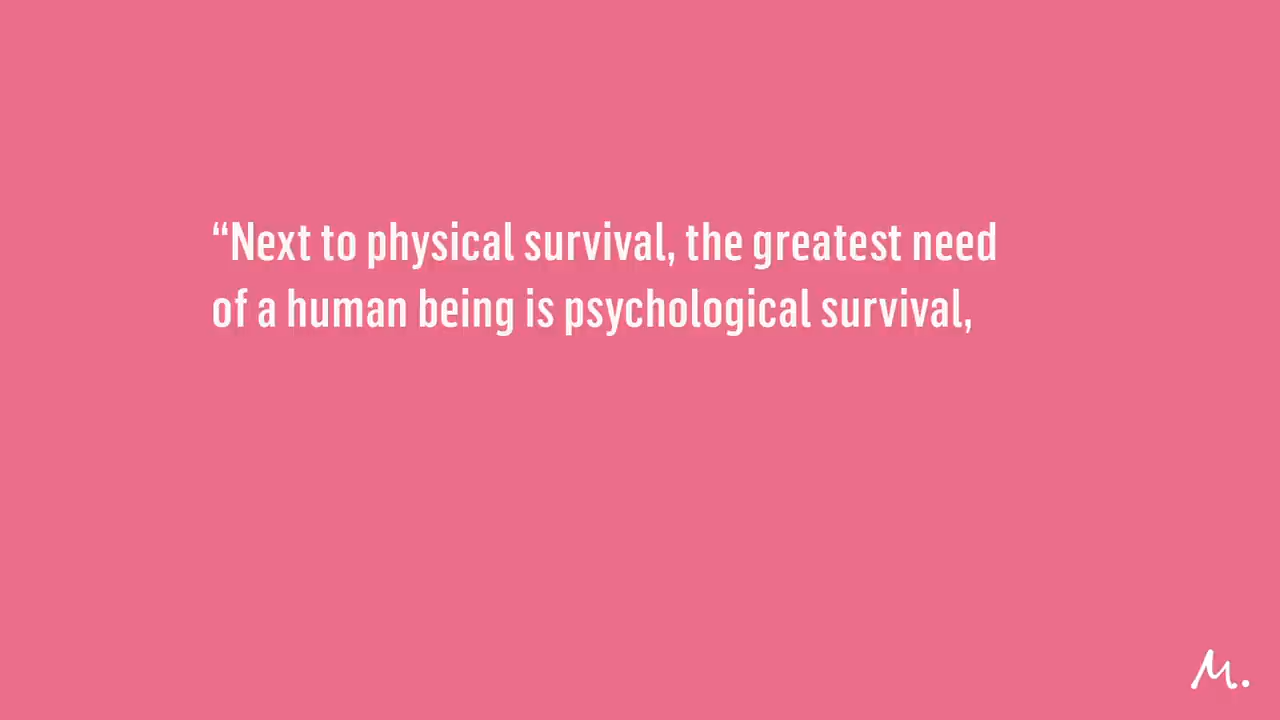 “Next to physical survival, the greatest need
of a human being is psychological survival,
M.